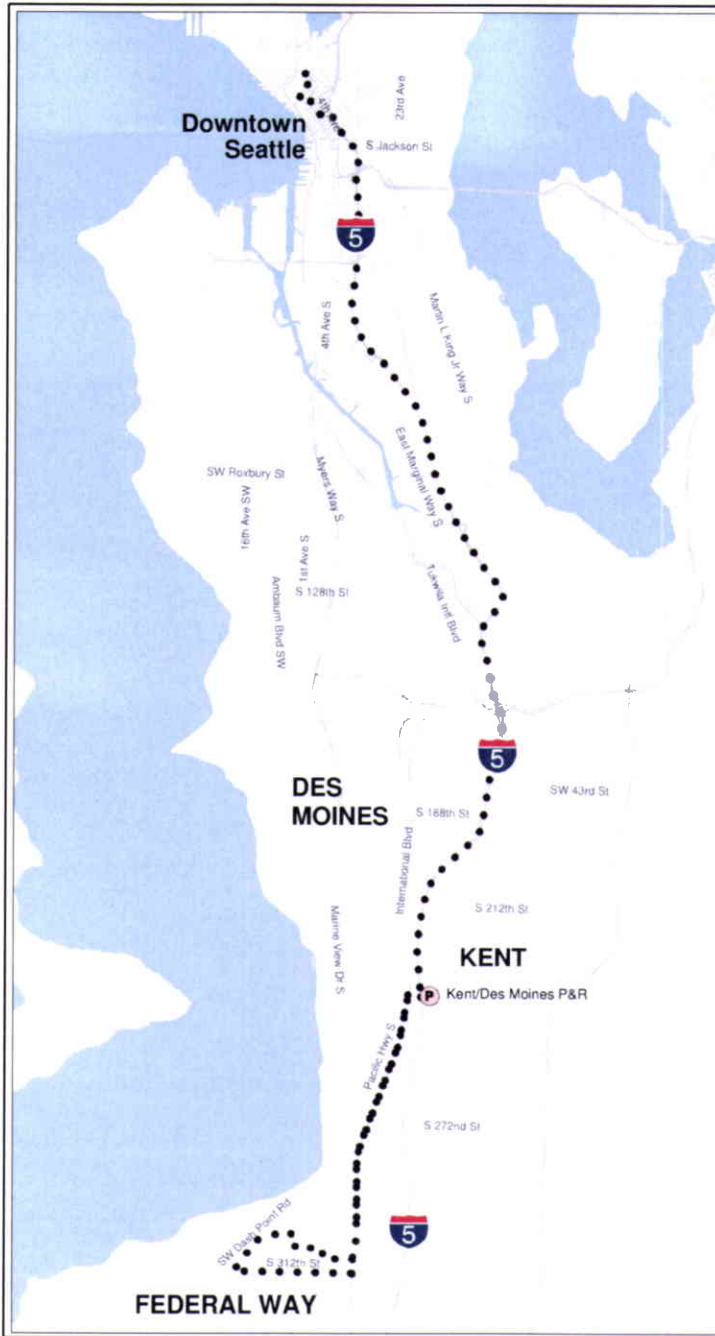 23rd Ave
4th Ave
Downtown
Seattle
S Jackson St
5
4th Ave S
Martin L King Jr Way S
East Marginal Way S
SW Roxbury St
Myers Way S
16th Ave SW
1st Ave S
S 128th St
Ambaum Blvd SW
Tukwila Intl Blvd
5
DES
MOINES
SW 43rd St
S 188th St
International Blvd
S 212th St
Marine View Dr S
KENT
P
Kent/Des Moines P&R
Pacific Hwy S
S 272nd St
5
SW Dash Point Rd
S 312th St
FEDERAL WAY